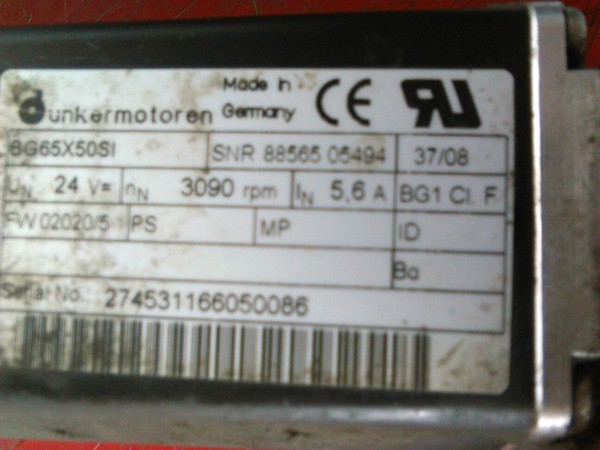 Dunkermotoren Made in Germany CE
BG65X50SI SNR 88565 05494 37/08
UN 24 V= nN 3090 rpm IN 5,6 A BG1 Cl. F
FW 02020/5 PS MP ID
Ba
Serial No. 274531166050086